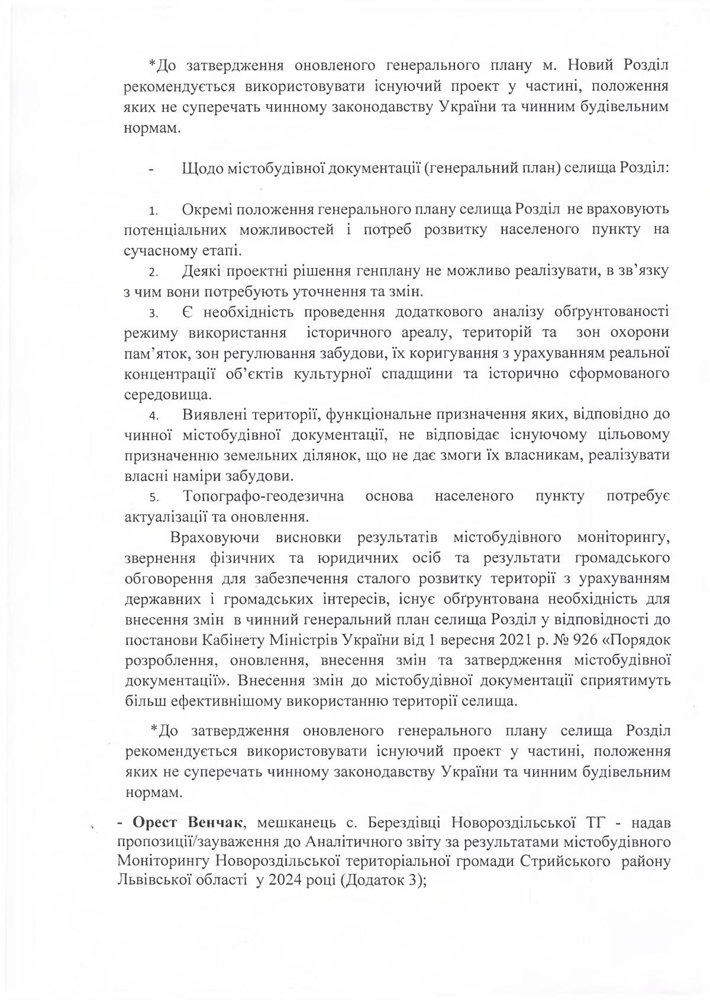 *До затвердження оновленого генерального плану м. Новий Розділ
рекомендується використовувати існуючий проект у частині, положення
яких не суперечать чинному законодавству України та чинним будівельним
нормам.
- Щодо містобудівної документації (генеральний план) селища Розділ:
1. Окремі положення генерального плану селища Розділ не враховують
потенціальних можливостей і потреб розвитку населеного пункту на
сучасному етапі.
2. Деякі проектні рішення генплану не можливо реалізувати, в зв’язку
з чим вони потребують уточнення та змін.
3. Є необхідність проведення додаткового аналізу обґрунтованості
режиму використання історичного ареалу, територій та зон охорони
пам’яток, зон регулювання забудови, їх коригування з урахуванням реальної
концентрації об’єктів культурної спадщини та історично сформованого
середовища.
4. Виявлені території, функціональне призначення яких, відповідно до
чинної містобудівної документації, не відповідає існуючому цільовому
призначенню земельних ділянок, що не дає змоги їх власникам, реалізувати
власні наміри забудови.
5. Топографо-геодезична основа населеного пункту потребує
актуалізації та оновлення.
Враховуючи висновки результатів містобудівного моніторингу,
звернення фізичних та юридичних осіб та результати громадського
обговорення для забезпечення сталого розвитку території з урахуванням
державних і громадських інтересів, існує обґрунтована необхідність для
внесення змін в чинний генеральний план селища Розділ у відповідності до
постанови Кабінету Міністрів України від 1 вересня 2021 р. № 926 «Порядок
розроблення, оновлення, внесення змін та затвердження містобудівної
документації». Внесення змін до містобудівної документації сприятимуть
більш ефективнішому використанню території селища.
*До затвердження оновленого генерального плану селища Розділ
рекомендується використовувати існуючий проект у частині, положення
яких не суперечать чинному законодавству України та чинним будівельним
нормам.
- Орест Венчак, мешканець с. Берездівці Новороздільської ТГ - надав
пропозиції/зауваження до Аналітичного звіту за результатами містобудівного
Моніторингу Новороздільської територіальної громади Стрийського району
Львівської області у 2024 році (Додаток 3);